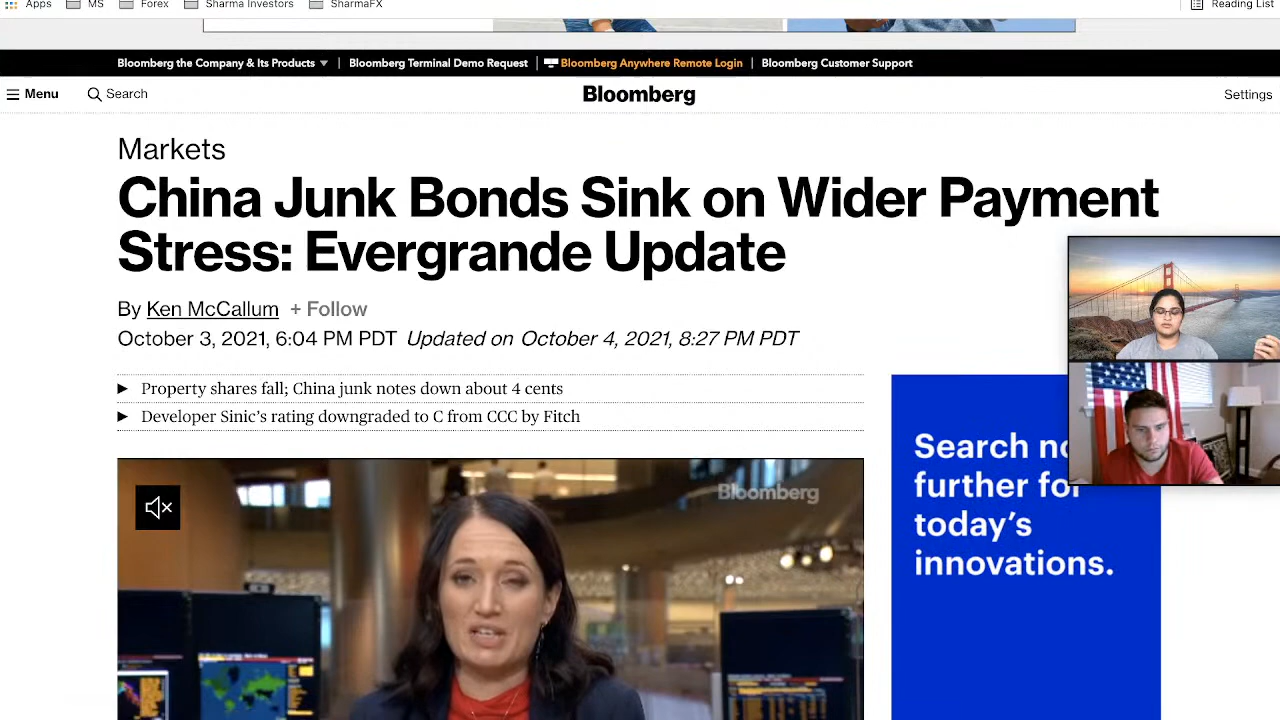 Apps MS Forex Sharma Investors SharmaFX Reading List
Bloomberg the Company & Its Products ▼ | Bloomberg Terminal Demo Request | Bloomberg Anywhere Remote Login | Bloomberg Customer Support
Menu Search Bloomberg Settings
Markets
China Junk Bonds Sink on Wider Payment
Stress: Evergrande Update
By Ken McCallum + Follow
October 3, 2021, 6:04 PM PDT Updated on October 4, 2021, 8:27 PM PDT
Property shares fall; China junk notes down about 4 cents
Developer Sinic's rating downgraded to C from CCC by Fitch
Bloomberg
Search
further for
today's
innovations.